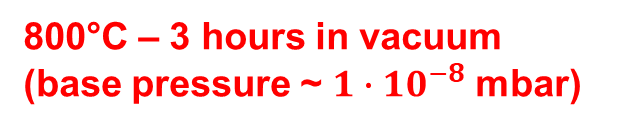 800°C – 3 hours in vacuum
(base pressure ~ 1 · 10⁻⁸ mbar)